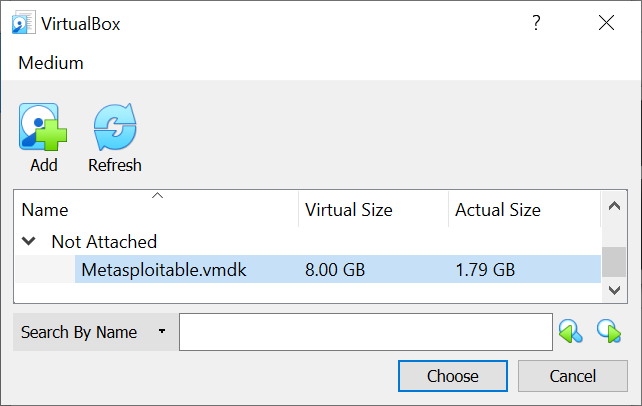 VirtualBox ?
Medium
Add Refresh
Name Virtual Size Actual Size
Not Attached
Metasploitable.vmdk 8.00 GB 1.79 GB
Search By Name
Choose Cancel